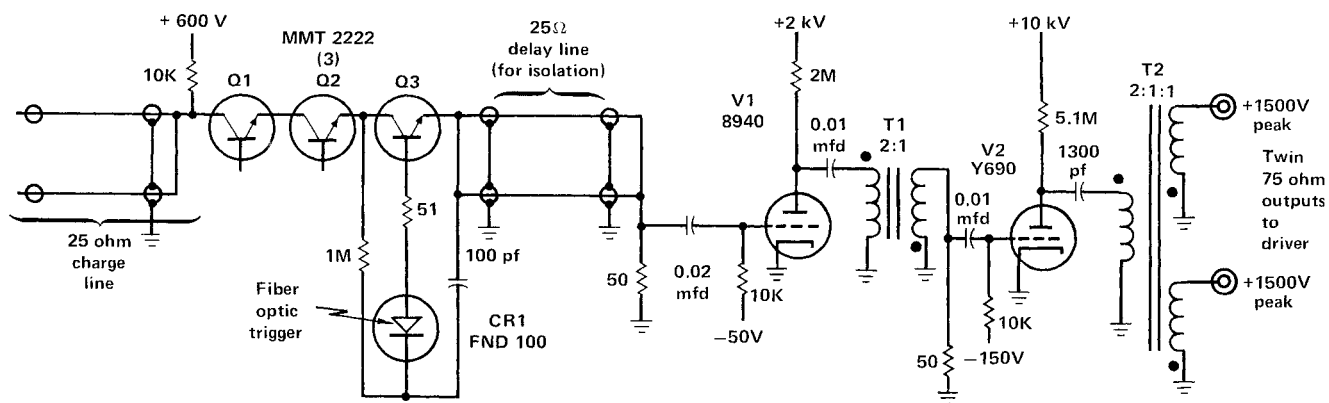 + 600 V
10K
Q1
MMT 2222
(3)
Q2
Q3
25Ω
delay line
(for isolation)
25 ohm
charge
line
1M
51
100 pf
Fiber
optic
trigger
CR1
FND 100
50
0.02
mfd
10K
−50V
+2 kV
2M
V1
8940
0.01
mfd
T1
2:1
+10 kV
5.1M
V2
Y690
1300
pf
0.01
mfd
50
10K
−150V
T2
2:1:1
+1500V
peak
Twin
75 ohm
outputs
to
driver
+1500V
peak